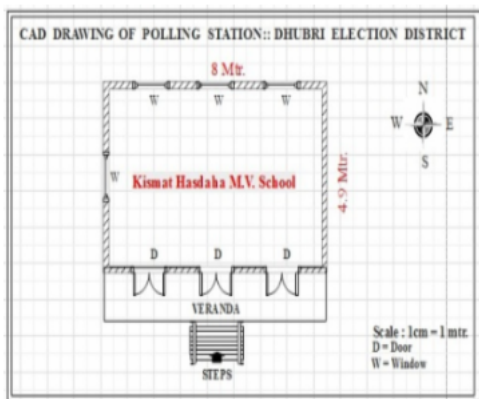 CAD DRAWING OF POLLING STATION:: DHUBRI ELECTION DISTRICT
8 Mtr.
W W W
N
W E
S
W
Kismat Hasdaha M.V. School
4.9 Mtr.
D D D
VERANDA
STEPS
Scale : 1cm = 1 mtr.
D = Door
W = Window